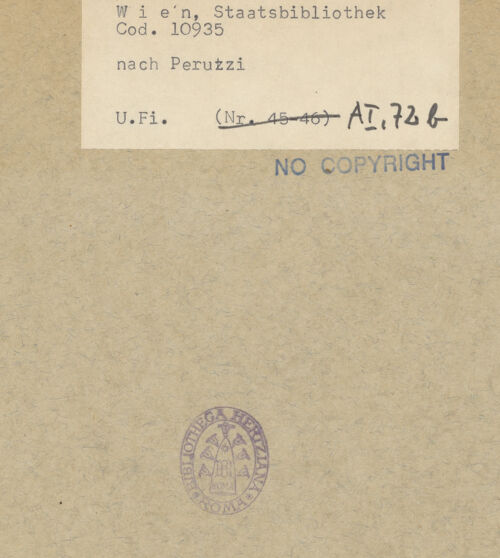 W i e n, Staatsbibliothek
Cod. 10935
nach Peruzzi
U.Fi. (Nr. 45-46) AI, 72 b
NO COPYRIGHT
BIBLIOTHECA HERTZIANA
ROMA